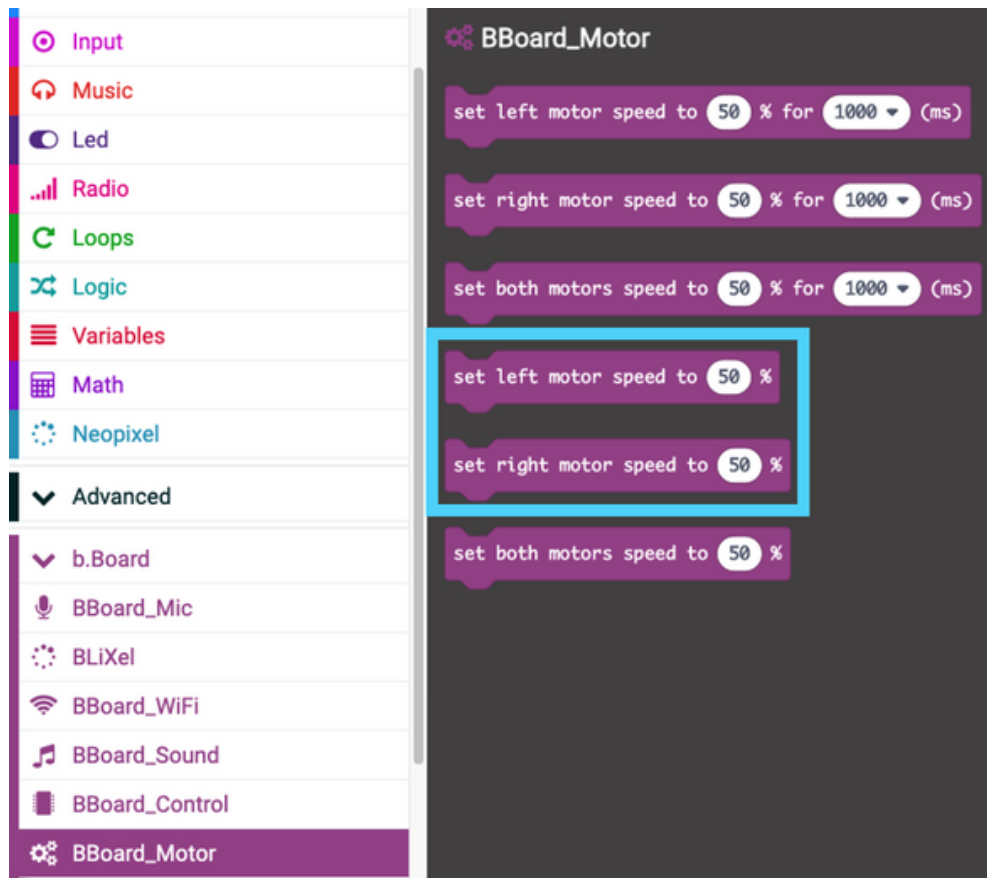 Input
Music
Led
Radio
Loops
Logic
Variables
Math
Neopixel
Advanced
b.Board
BBoard_Mic
BLiXel
BBoard_WiFi
BBoard_Sound
BBoard_Control
BBoard_Motor
BBoard_Motor
set left motor speed to 50 % for 1000 (ms)
set right motor speed to 50 % for 1000 (ms)
set both motors speed to 50 % for 1000 (ms)
set left motor speed to 50 %
set right motor speed to 50 %
set both motors speed to 50 %